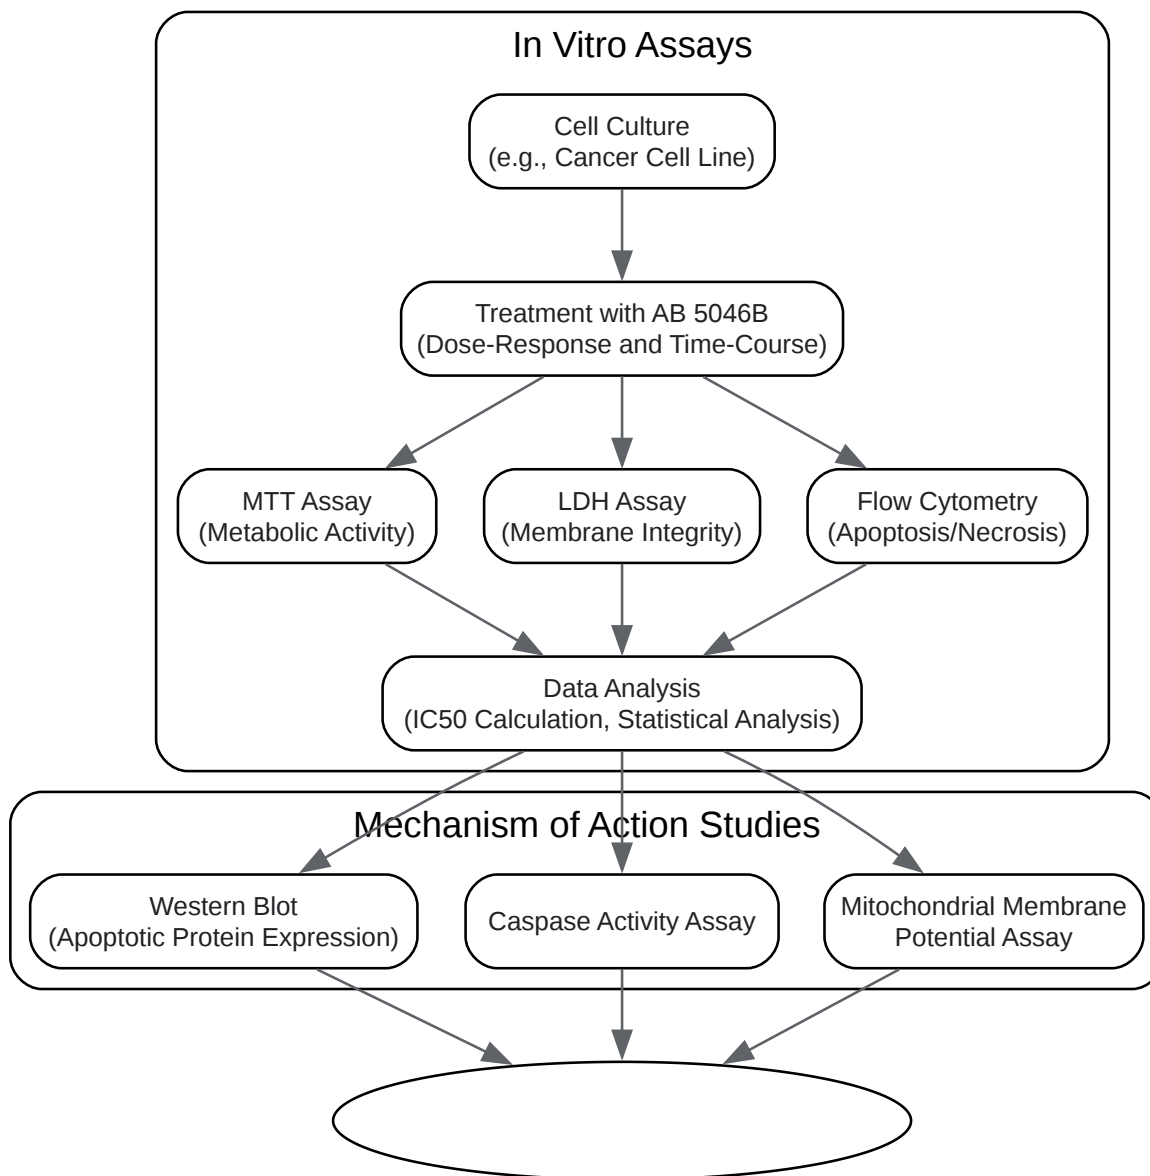 In Vitro Assays
Cell Culture
(e.g., Cancer Cell Line)
Treatment with AB 5046B
(Dose-Response and Time-Course)
MTT Assay
(Metabolic Activity)
LDH Assay
(Membrane Integrity)
Flow Cytometry
(Apoptosis/Necrosis)
Data Analysis
(IC50 Calculation, Statistical Analysis)
Mechanism of Action Studies
Western Blot
(Apoptotic Protein Expression)
Caspase Activity Assay
Mitochondrial Membrane
Potential Assay